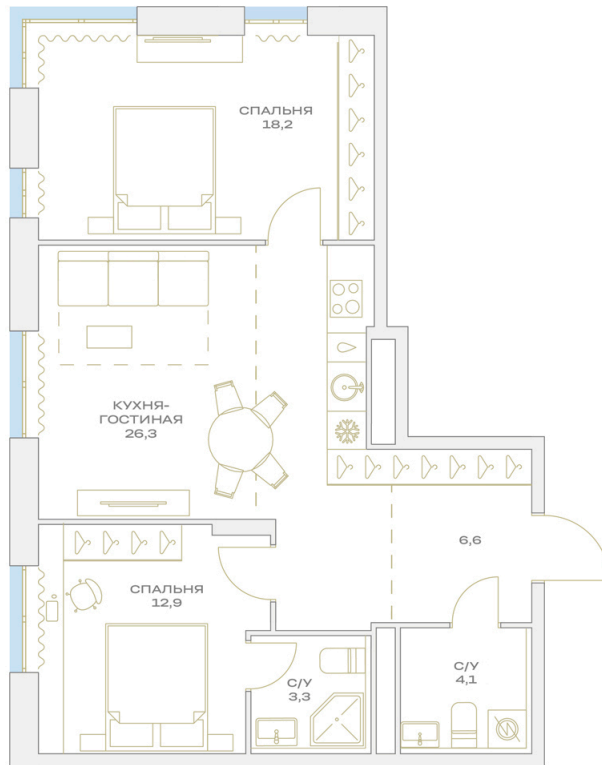 СПАЛЬНЯ
18,2
КУХНЯ-
ГОСТИНАЯ
26,3
6,6
СПАЛЬНЯ
12,9
С/У
3,3
С/У
4,1